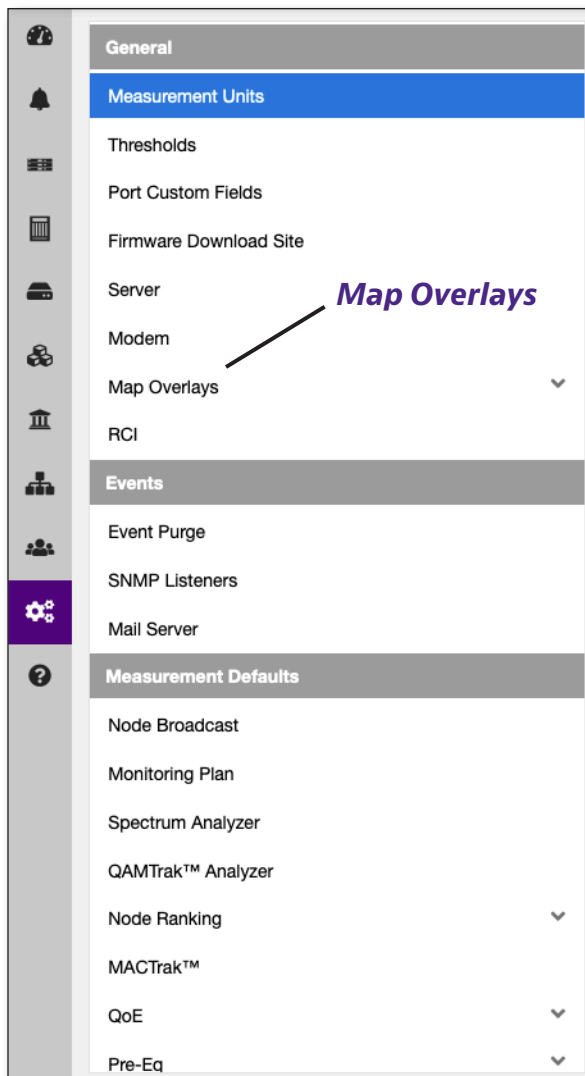 General
Measurement Units
Thresholds
Port Custom Fields
Firmware Download Site
Server
Map Overlays
Modem
Map Overlays
RCI
Events
Event Purge
SNMP Listeners
Mail Server
Measurement Defaults
Node Broadcast
Monitoring Plan
Spectrum Analyzer
QAMTrak™ Analyzer
Node Ranking
MACTrak™
QoE
Pre-Eq